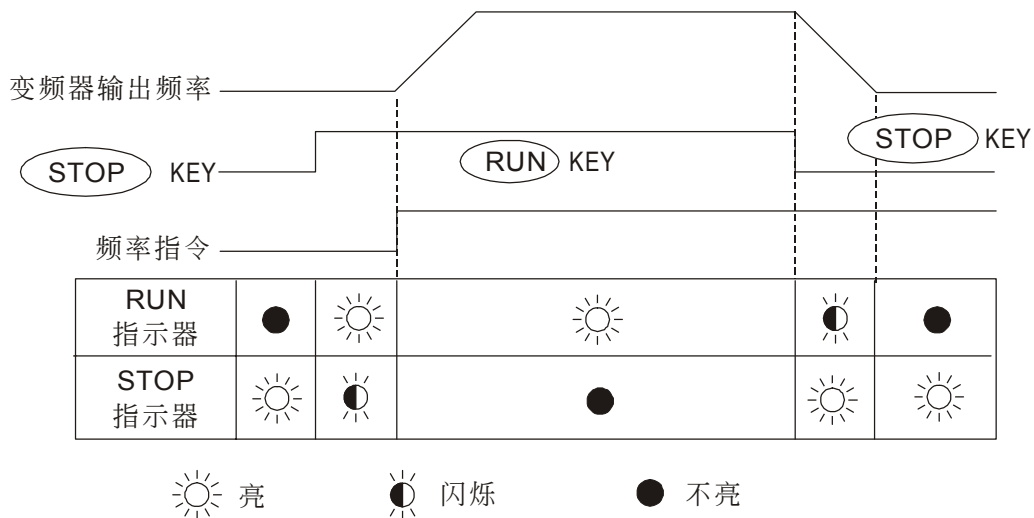 变频器输出频率
STOP KEY
RUN KEY
STOP KEY
频率指令
RUN
指示器
STOP
指示器
亮
闪烁
不亮